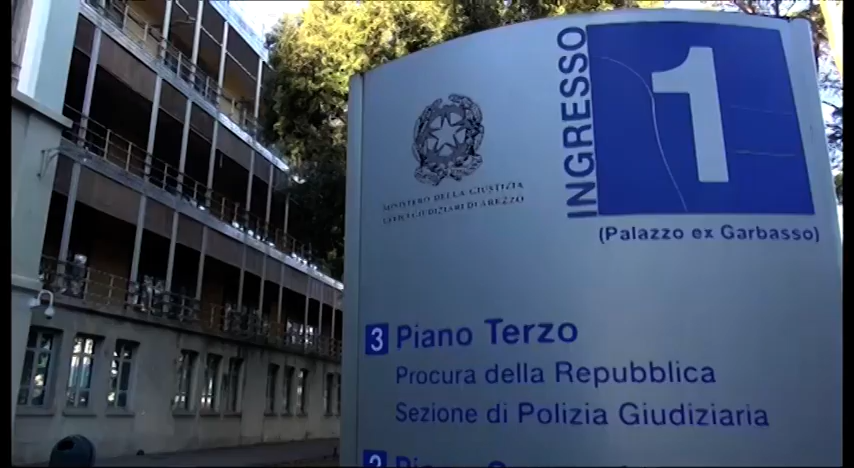 INGRESSO
1
MINISTERO DELLA GIUSTIZIA
UFFICI GIUDIZIARI DI AREZZO
(Palazzo ex Garbasso)
3 Piano Terzo
Procura della Repubblica
Sezione di Polizia Giudiziaria
2